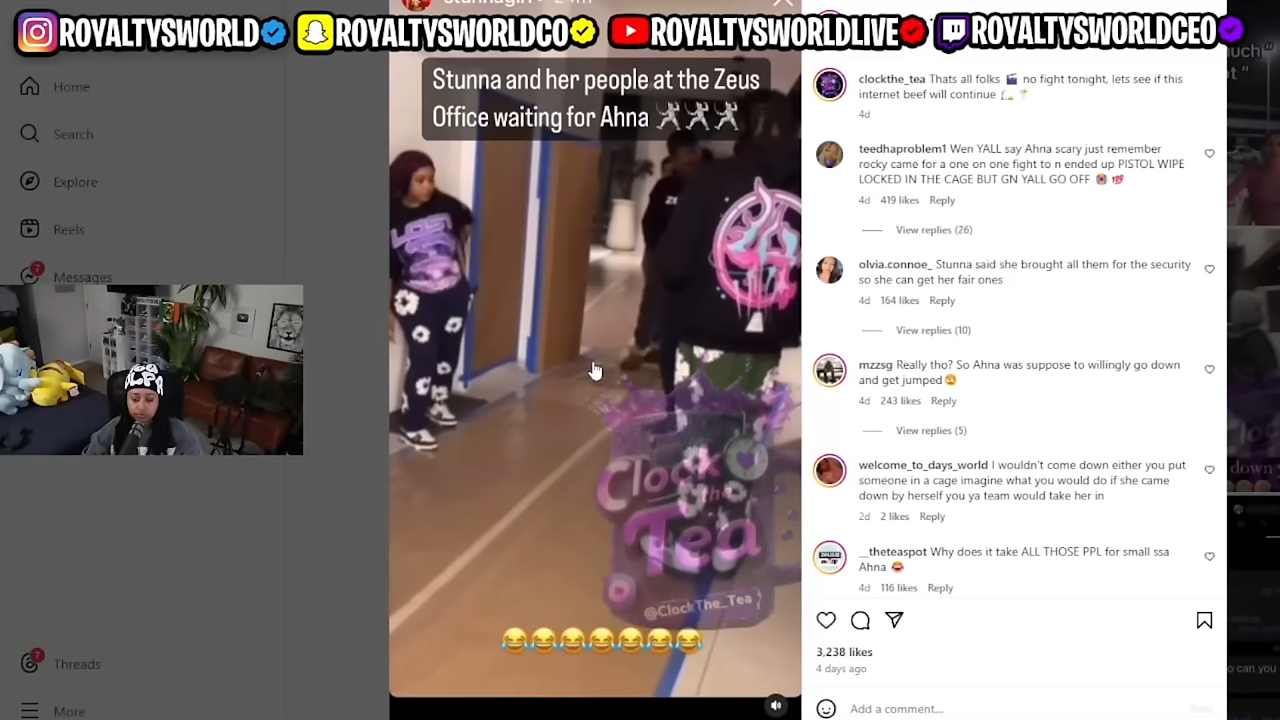 ROYALTYSWORLD
ROYALTYSWORLDCO
ROYALTYSWORLDLIVE
ROYALTYSWORLDCEO
Home
Search
Explore
Reels
7
Messages
7
Threads
More
Stunna and her people at the Zeus
Office waiting for Ahna
Clock
the
Tea
@ClockThe_Tea
clockthe_tea Thats all folks 🎬 no fight tonight, lets see if this
internet beef will continue
4d
teedhaproblem1 Wen YALL say Ahna scary just remember
rocky came for a one on one fight to n ended up PISTOL WIPE
LOCKED IN THE CAGE BUT GN YALL GO OFF 😭 💯
4d 419 likes Reply
View replies (26)
olvia.connoe_ Stunna said she brought all them for the security
so she can get her fair ones
4d 164 likes Reply
View replies (10)
mzzsg Really tho? So Ahna was suppose to willingly go down
and get jumped
4d 243 likes Reply
View replies (5)
welcome_to_days_world I wouldn't come down either you put
someone in a cage imagine what you would do if she came
down by herself you ya team would take her in
2d 2 likes Reply
__theteaspot Why does it take ALL THOSE PPL for small ssa
Ahna 😂
4d 116 likes Reply
3,238 likes
4 days ago
Add a comment...